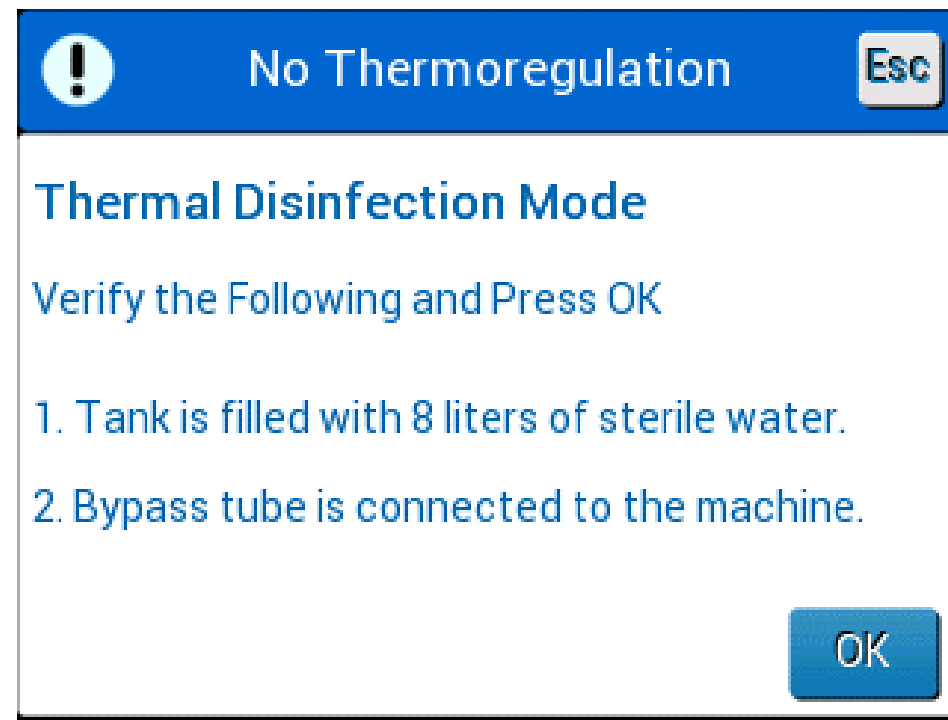 No Thermoregulation
Esc
Thermal Disinfection Mode
Verify the Following and Press OK
1. Tank is filled with 8 liters of sterile water.
2. Bypass tube is connected to the machine.
OK